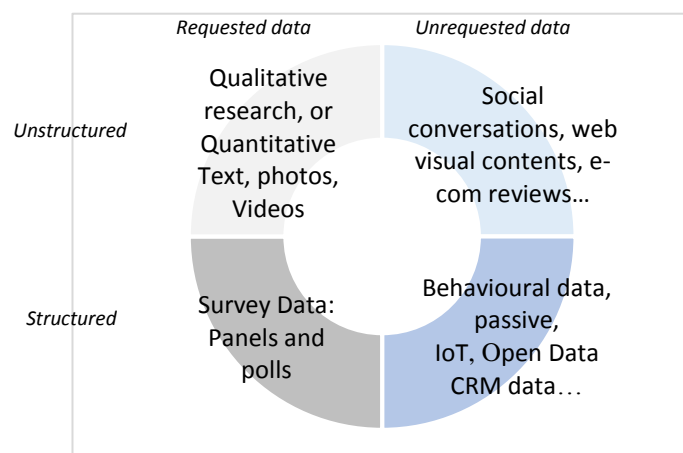 Requested data
Unrequested data
Unstructured
Qualitative
research, or
Quantitative
Text, photos,
Videos
Social
conversations, web
visual contents, e-
com reviews…
Structured
Survey Data:
Panels and
polls
Behavioural data,
passive,
IoT, Open Data
CRM data…